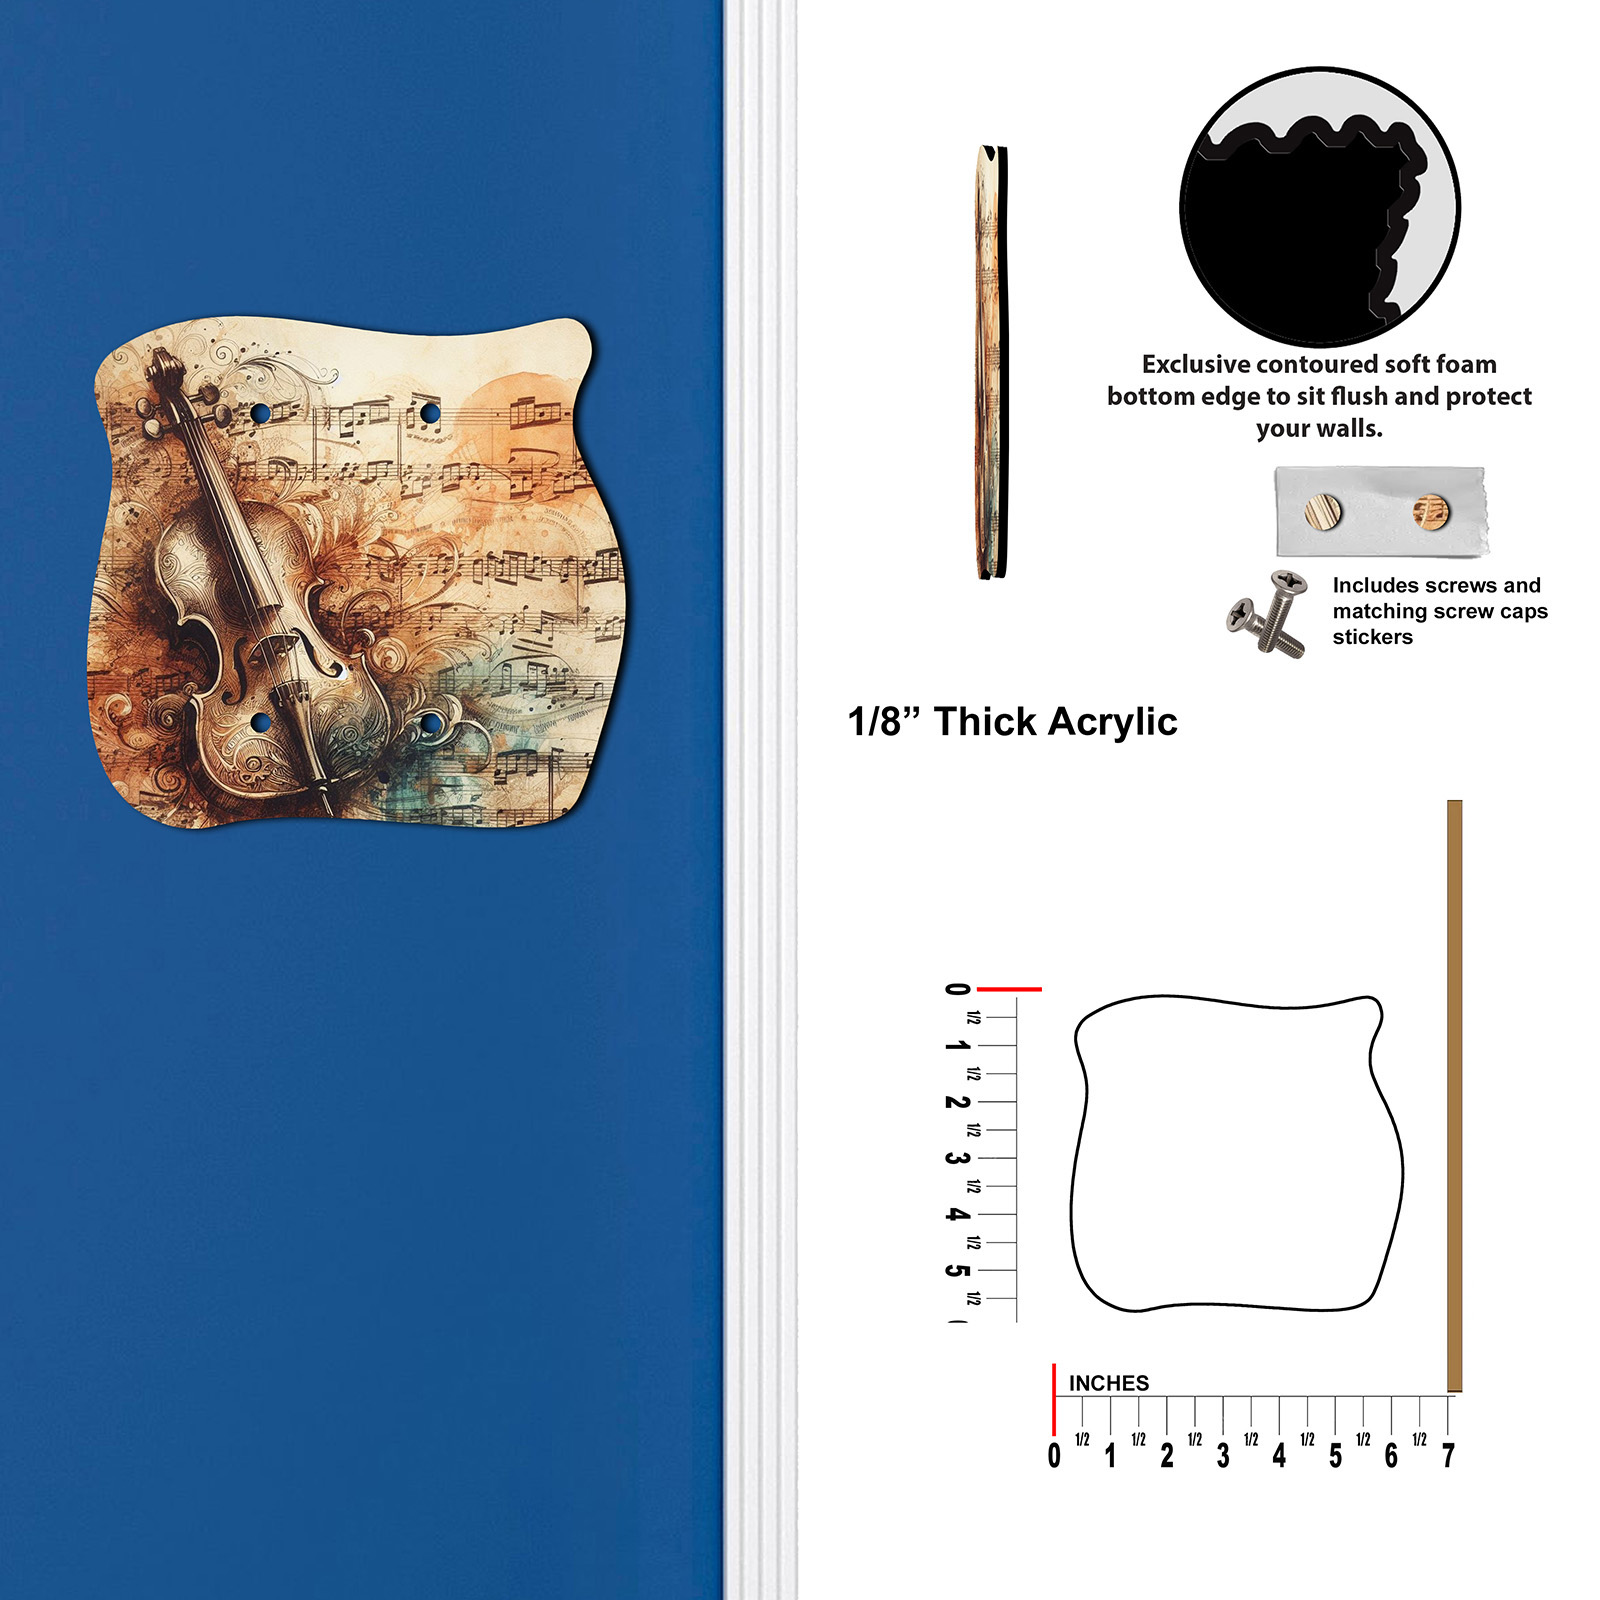 Exclusive contoured soft foam
bottom edge to sit flush and protect
your walls.
Includes screws and
matching screw caps
stickers
1/8” Thick Acrylic
0
1/2
1
1/2
2
1/2
3
1/2
4
1/2
5
1/2
INCHES
0 1/2 1 1/2 2 1/2 3 1/2 4 1/2 5 1/2 6 1/2 7